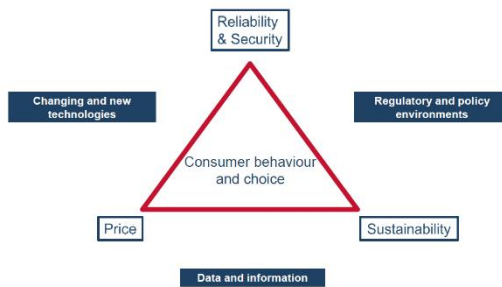 Reliability
& Security
Changing and new
technologies
Regulatory and policy
environments
Consumer behaviour
and choice
Price
Sustainability
Data and information